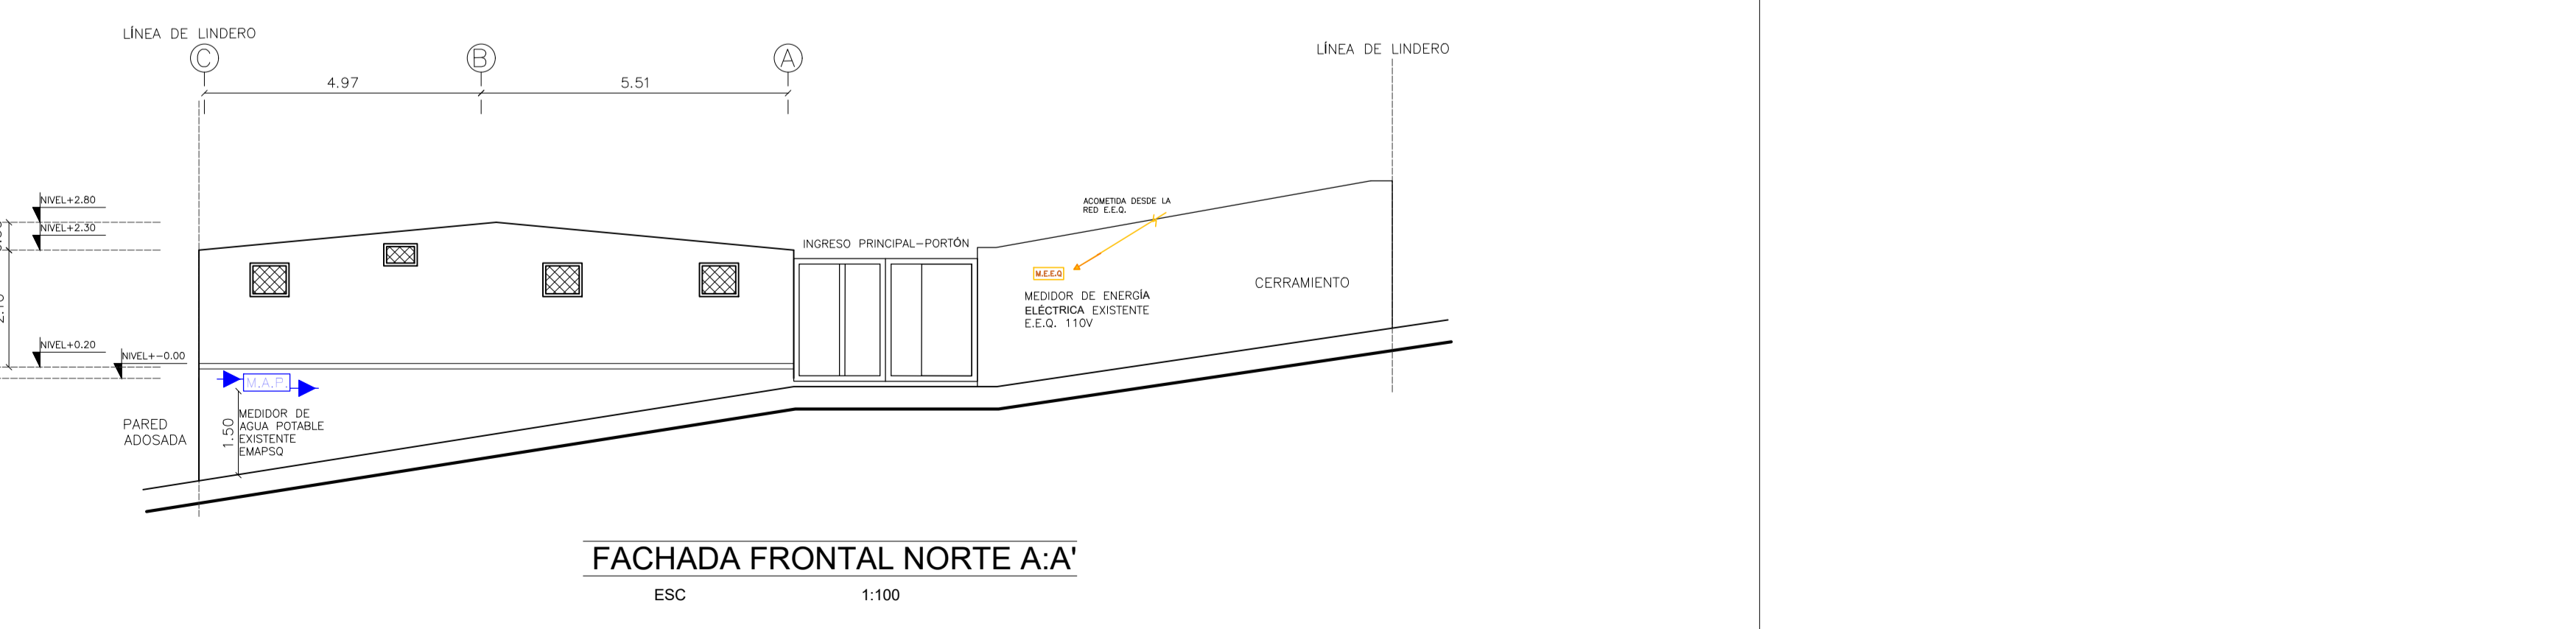 LÍNEA DE LINDERO
LÍNEA DE LINDERO
C
B
A
4.97
5.51
NIVEL+2.80
NIVEL+2.30
ACOMETIDA DESDE LA
RED E.E.Q.
INGRESO PRINCIPAL-PORTÓN
M.E.E.Q
CERRAMIENTO
MEDIDOR DE ENERGÍA
ELÉCTRICA EXISTENTE
E.E.Q. 110V
NIVEL+0.20
NIVEL+-0.00
M.A.P.
1.50
MEDIDOR DE
AGUA POTABLE
EXISTENTE
EMAPSQ
PARED
ADOSADA
FACHADA FRONTAL NORTE A:A'
ESC 1:100